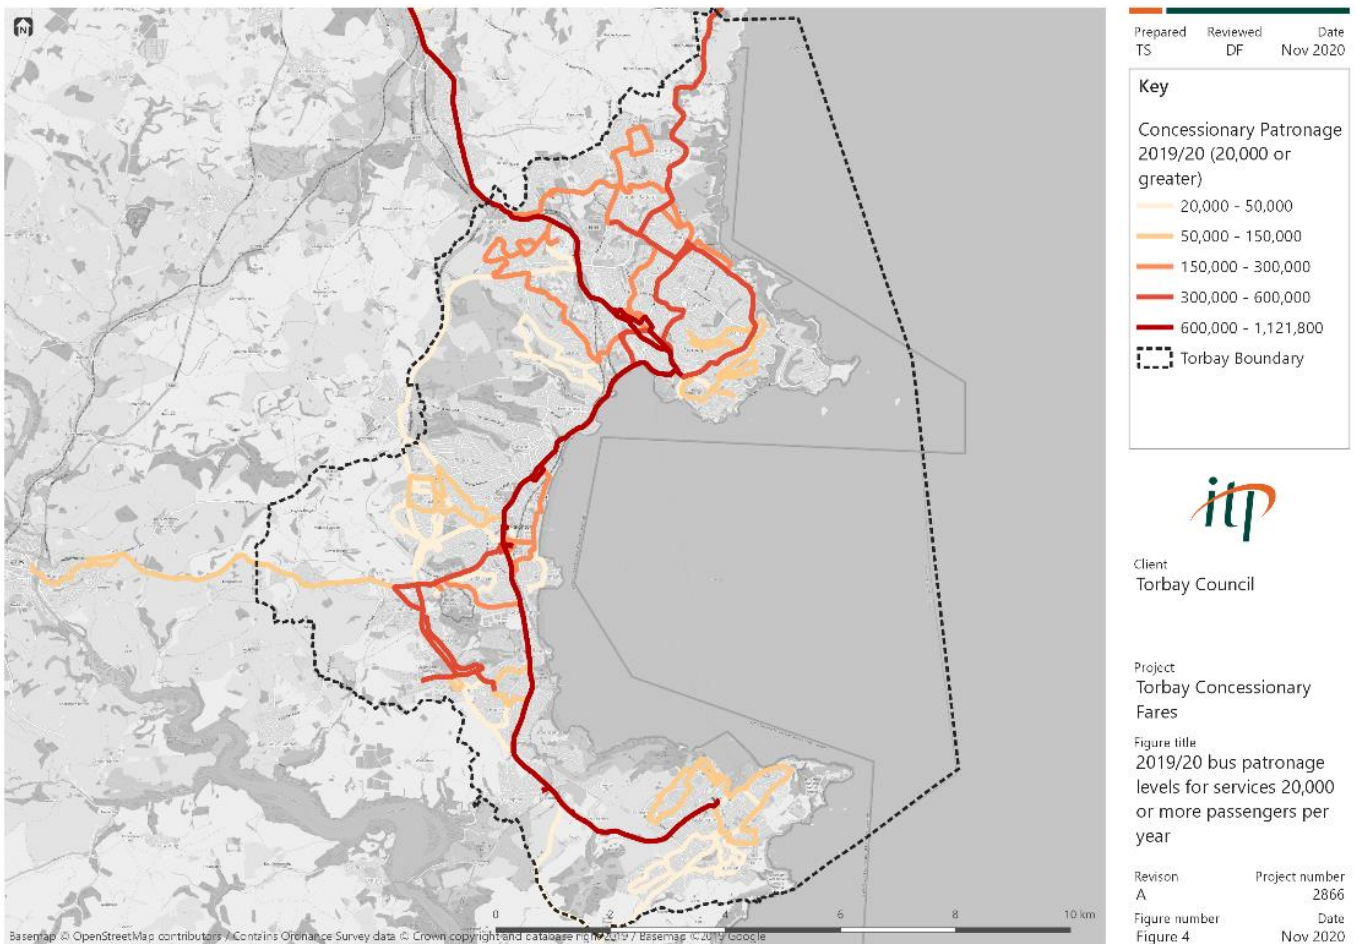 N
Prepared Reviewed Date
TS DF Nov 2020
Key
Concessionary Patronage
2019/20 (20,000 or
greater)
20,000 - 50,000
50,000 - 150,000
150,000 - 300,000
300,000 - 600,000
600,000 - 1,121,800
Torbay Boundary
itp
Client
Torbay Council
Project
Torbay Concessionary
Fares
Figure title
2019/20 bus patronage
levels for services 20,000
or more passengers per
year
Revison Project number
A 2866
Figure number Date
Figure 4 Nov 2020
0 2 4 6 8 10 km
Basemap © OpenStreetMap contributors / Contains Ordnance Survey data © Crown copyright and database right 2019 / Basemap ©2019 Google